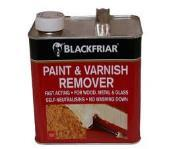 BLACKFRIAR
PAINT & VARNISH
REMOVER
FAST ACTING • FOR WOOD, METAL & GLASS
SELF-NEUTRALISING • NO WASHING DOWN